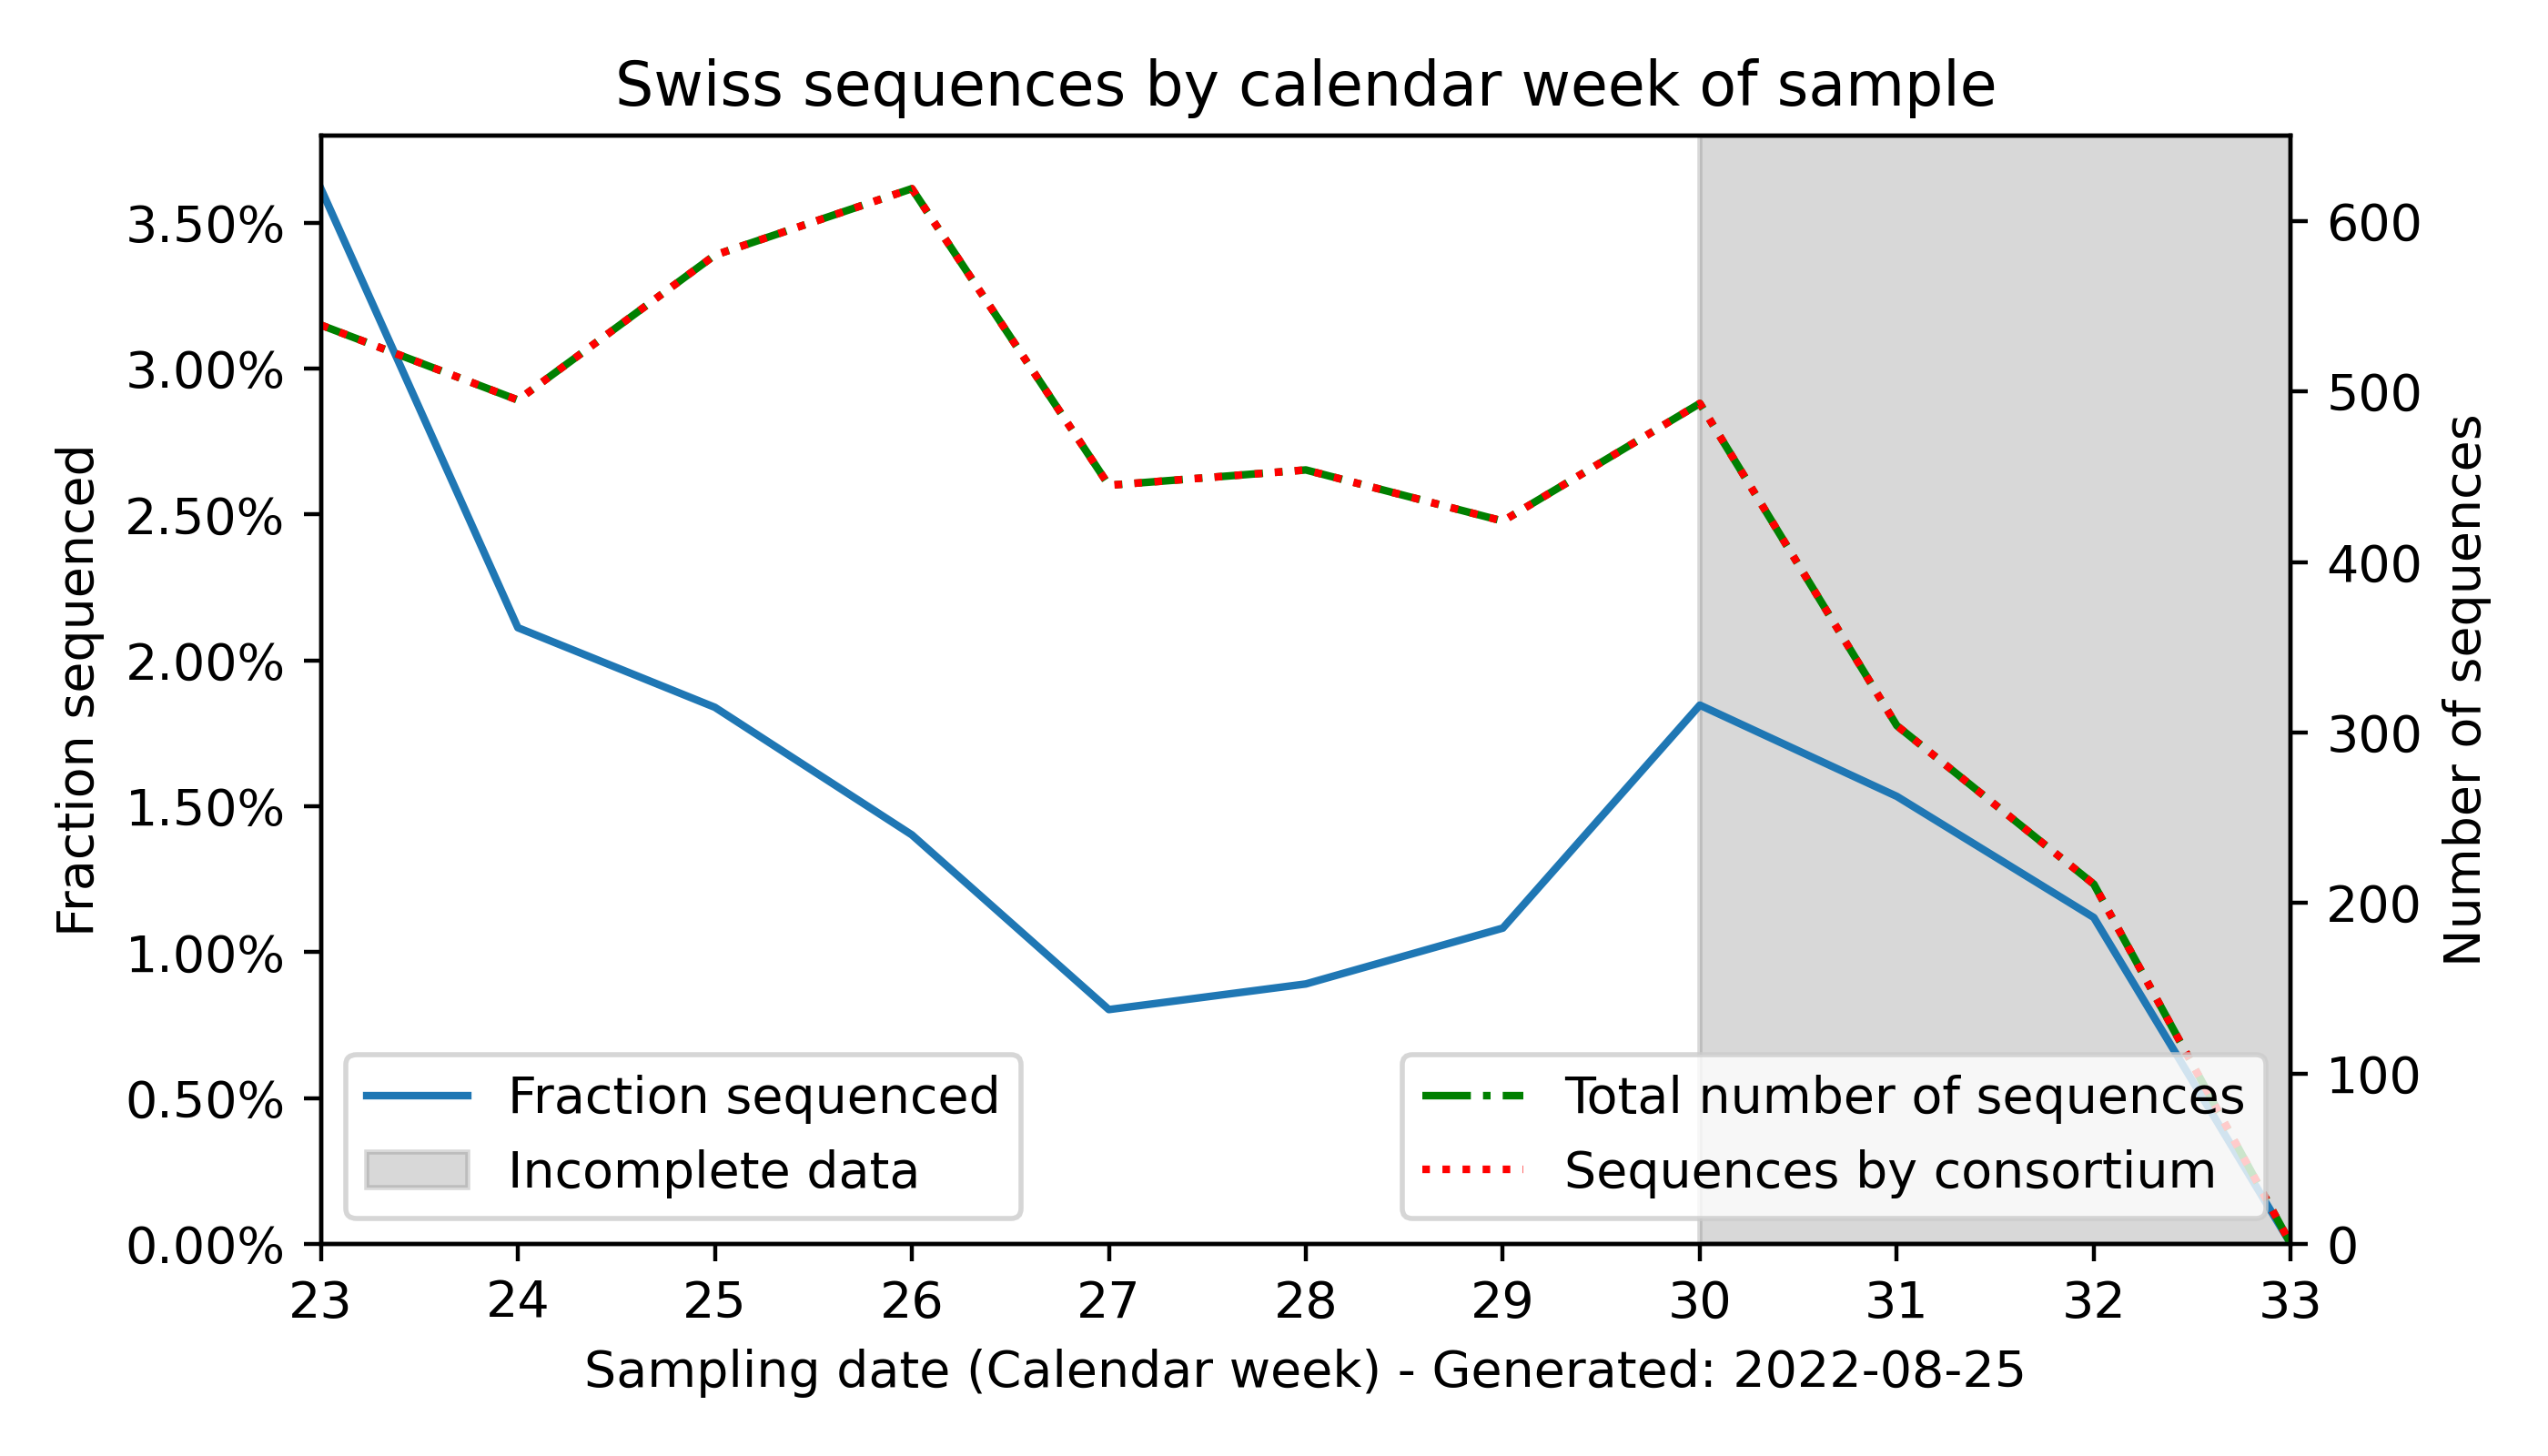 Swiss sequences by calendar week of sample
3.50%
3.00%
2.50%
2.00%
1.50%
1.00%
0.50%
0.00%
Fraction sequenced
600
500
400
300
200
100
0
Number of sequences
Fraction sequenced
Incomplete data
Total number of sequences
Sequences by consortium
23 24 25 26 27 28 29 30 31 32 33
Sampling date (Calendar week) - Generated: 2022-08-25